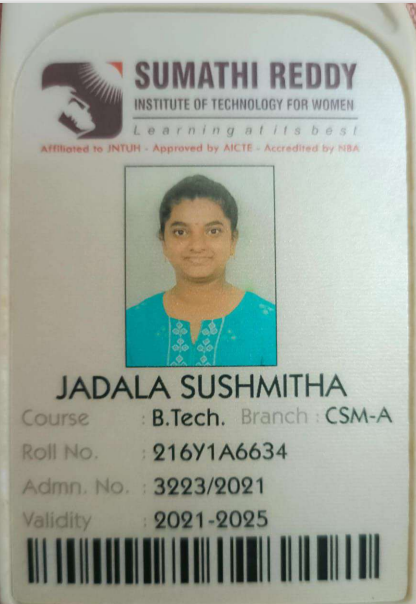 SUMATHI REDDY
INSTITUTE OF TECHNOLOGY FOR WOMEN
Learning at its best
Affiliated to JNTUH - Approved by AICTE - Accredited by NBA
JADALA SUSHMITHA
Course : B.Tech. Branch : CSM-A
Roll No. : 216Y1A6634
Admn. No. : 3223/2021
Validity : 2021-2025